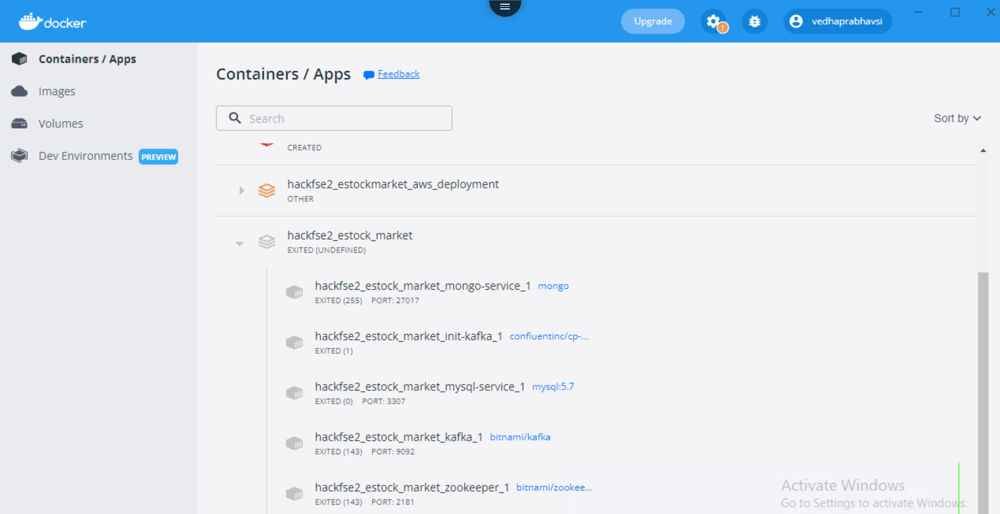 docker
Upgrade
vedhaprabhavsi
Containers / Apps
Images
Volumes
Dev Environments PREVIEW
Containers / Apps Feedback
Search
Sort by
CREATED
hackfse2_estockmarket_aws_deployment
OTHER
hackfse2_estock_market
EXITED (UNDEFINED)
hackfse2_estock_market_mongo-service_1 mongo
EXITED (255) PORT: 27017
hackfse2_estock_market_init-kafka_1 confluentinc/cp-...
EXITED (1)
hackfse2_estock_market_mysql-service_1 mysql:5.7
EXITED (0) PORT: 3307
hackfse2_estock_market_kafka_1 bitnami/kafka
EXITED (143) PORT: 9092
hackfse2_estock_market_zookeeper_1 bitnami/zookee...
EXITED (143) PORT: 2181
Activate Windows
Go to Settings to activate Windows.